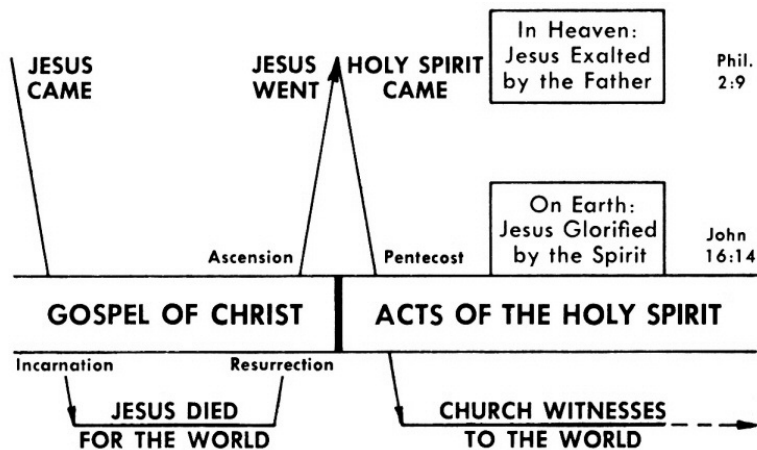 JESUS
CAME
JESUS
WENT
HOLY SPIRIT
CAME
In Heaven:
Jesus Exalted
by the Father
Phil.
2:9
On Earth:
Jesus Glorified
by the Spirit
John
16:14
Ascension
Pentecost
GOSPEL OF CHRIST
ACTS OF THE HOLY SPIRIT
Incarnation
Resurrection
JESUS DIED
FOR THE WORLD
CHURCH WITNESSES
TO THE WORLD